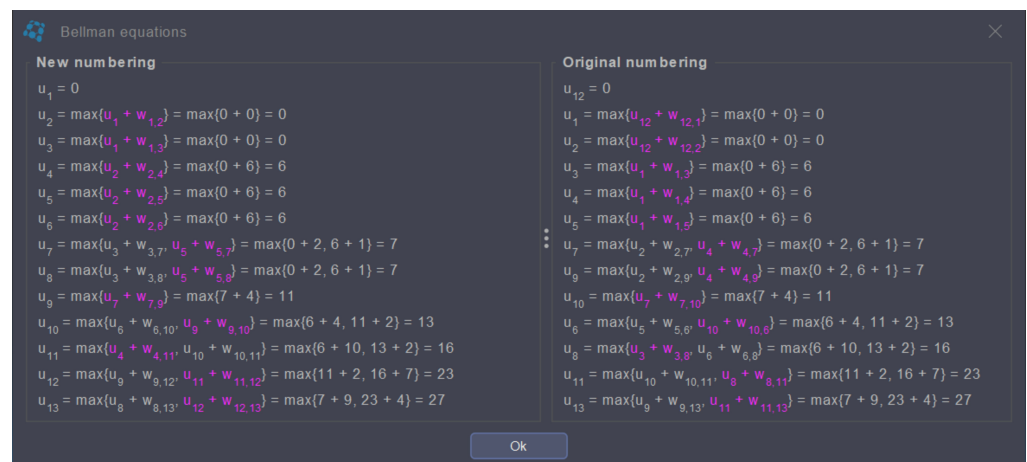 Bellman equations
New numbering
u₁ = 0
u₂ = max{u₁ + w₁,₂} = max{0 + 0} = 0
u₃ = max{u₁ + w₁,₃} = max{0 + 0} = 0
u₄ = max{u₂ + w₂,₄} = max{0 + 6} = 6
u₅ = max{u₂ + w₂,₅} = max{0 + 6} = 6
u₆ = max{u₂ + w₂,₆} = max{0 + 6} = 6
u₇ = max{u₃ + w₃,₇, u₅ + w₅,₇} = max{0 + 2, 6 + 1} = 7
u₈ = max{u₃ + w₃,₈, u₅ + w₅,₈} = max{0 + 2, 6 + 1} = 7
u₉ = max{u₇ + w₇,₉} = max{7 + 4} = 11
u₁₀ = max{u₆ + w₆,₁₀, u₉ + w₉,₁₀} = max{6 + 4, 11 + 2} = 13
u₁₁ = max{u₄ + w₄,₁₁, u₁₀ + w₁₀,₁₁} = max{6 + 10, 13 + 2} = 16
u₁₂ = max{u₉ + w₉,₁₂, u₁₁ + w₁₁,₁₂} = max{11 + 2, 16 + 7} = 23
u₁₃ = max{u₈ + w₈,₁₃, u₁₂ + w₁₂,₁₃} = max{7 + 9, 23 + 4} = 27
Original numbering
u₁₂ = 0
u₁ = max{u₁₂ + w₁₂,₁} = max{0 + 0} = 0
u₂ = max{u₁₂ + w₁₂,₂} = max{0 + 0} = 0
u₃ = max{u₁ + w₁,₃} = max{0 + 6} = 6
u₄ = max{u₁ + w₁,₄} = max{0 + 6} = 6
u₅ = max{u₁ + w₁,₅} = max{0 + 6} = 6
u₇ = max{u₂ + w₂,₇, u₄ + w₄,₇} = max{0 + 2, 6 + 1} = 7
u₉ = max{u₂ + w₂,₉, u₄ + w₄,₉} = max{0 + 2, 6 + 1} = 7
u₁₀ = max{u₇ + w₇,₁₀} = max{7 + 4} = 11
u₆ = max{u₅ + w₅,₆, u₁₀ + w₁₀,₆} = max{6 + 4, 11 + 2} = 13
u₈ = max{u₃ + w₃,₈, u₆ + w₆,₈} = max{6 + 10, 13 + 2} = 16
u₁₁ = max{u₁₀ + w₁₀,₁₁, u₈ + w₈,₁₁} = max{11 + 2, 16 + 7} = 23
u₁₃ = max{u₉ + w₉,₁₃, u₁₁ + w₁₁,₁₃} = max{7 + 9, 23 + 4} = 27
Ok